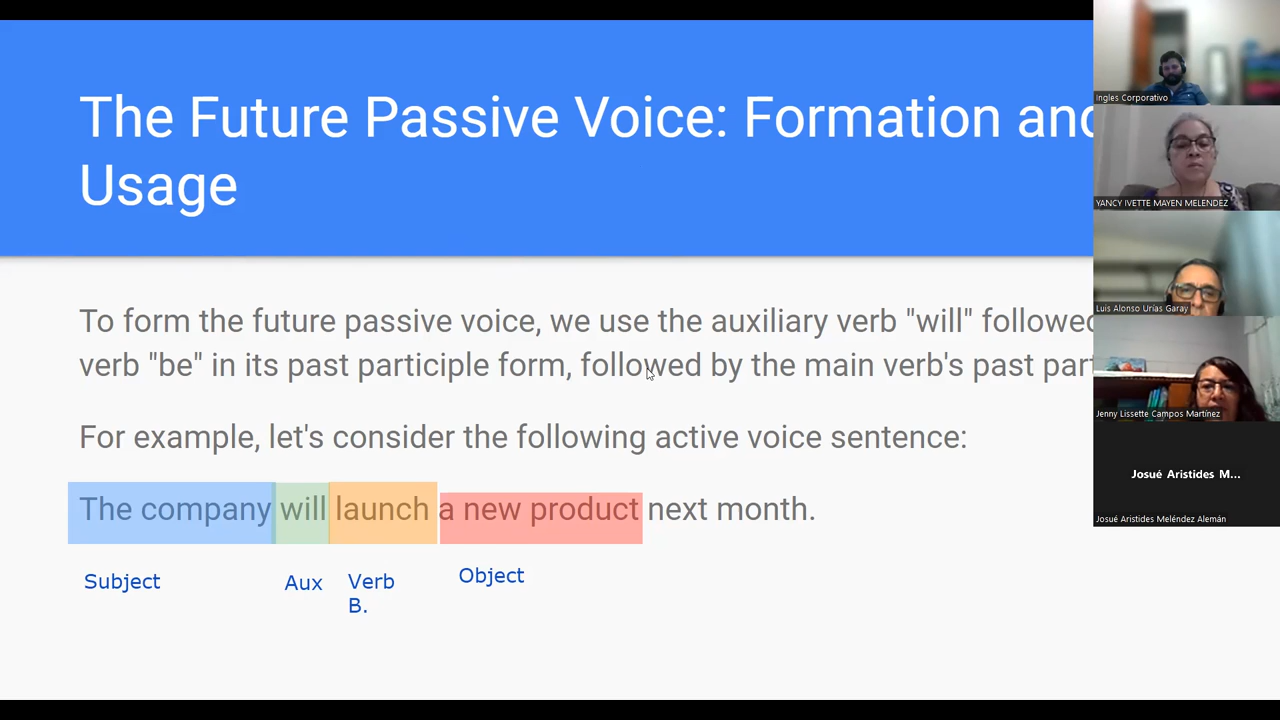 The Future Passive Voice: Formation and
Usage
To form the future passive voice, we use the auxiliary verb "will" followed
verb "be" in its past participle form, followed by the main verb's past part
For example, let's consider the following active voice sentence:
The company will launch a new product next month.
Subject
Aux
Verb
B.
Object
Ingles Corporativo
YANCY IVETTE MAYEN MELENDEZ
Luis Alonso Urías Garay
Jenny Lissette Campos Martínez
Josué Aristides M...
Josué Aristides Meléndez Alemán